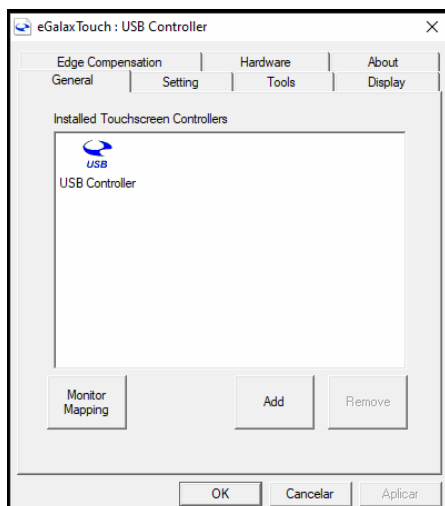 eGalaxTouch : USB Controller
Edge Compensation Hardware About
General Setting Tools Display
Installed Touchscreen Controllers
USB
USB Controller
Monitor
Mapping
Add
Remove
OK Cancelar Aplicar